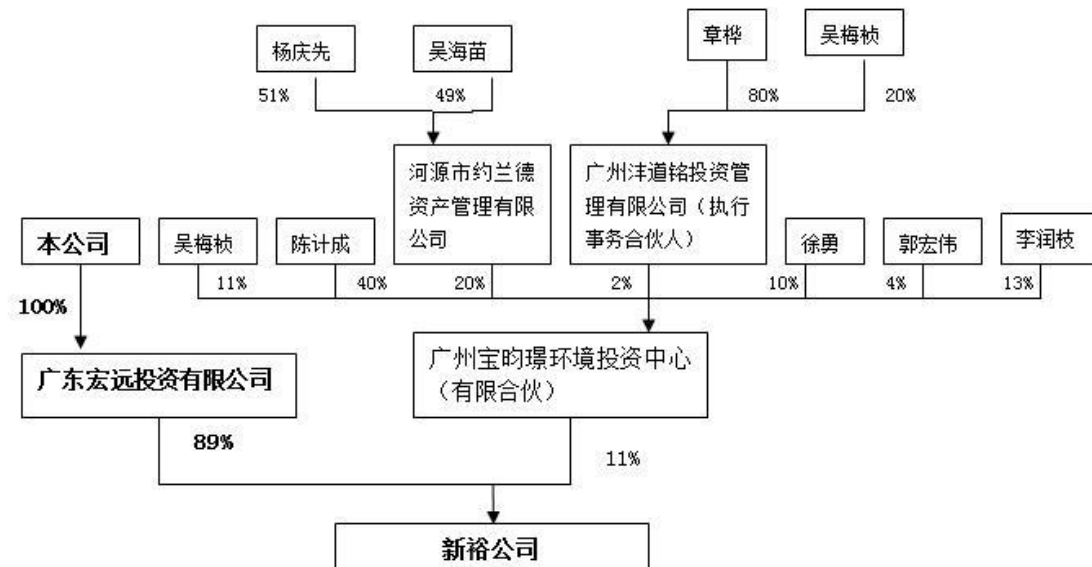 杨庆先
吴海苗
章桦
吴梅桢
51%
49%
80%
20%
河源市约兰德
资产管理有限
公司
广州沣道铭投资管
理有限公司（执行
事务合伙人）
本公司
吴梅桢
陈计成
徐勇
郭宏伟
李润枝
100%
11%
40%
20%
2%
10%
4%
13%
广东宏远投资有限公司
广州宝昀璟环境投资中心
（有限合伙）
89%
11%
新裕公司